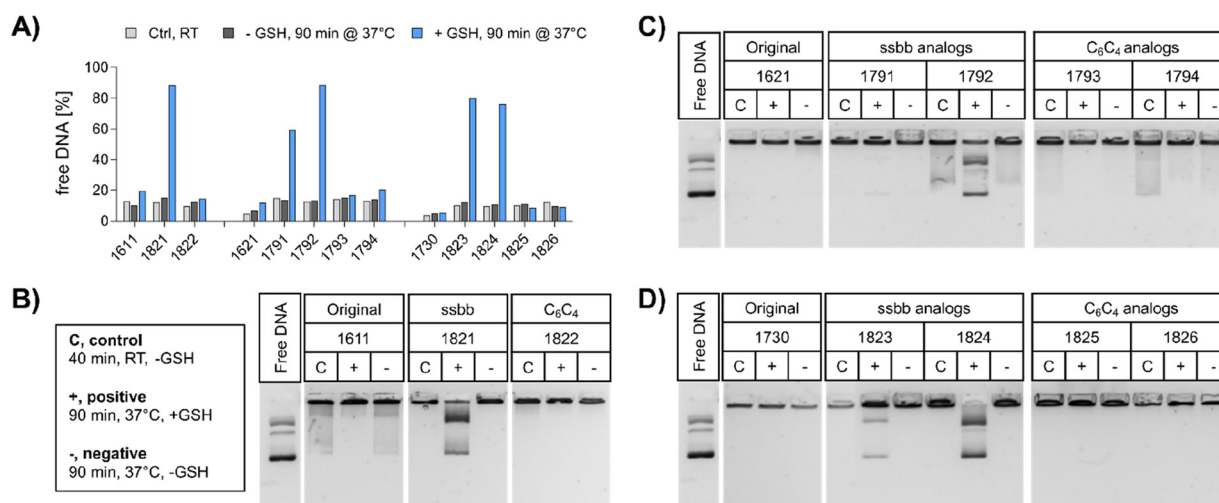 A)
Ctrl, RT - GSH, 90 min @ 37°C + GSH, 90 min @ 37°C
free DNA [%]
100
80
60
40
20
0
1611 1821 1822 1621 1791 1792 1793 1794 1730 1823 1824 1825 1826
B)
C, control
40 min, RT, -GSH
+, positive
90 min, 37°C, +GSH
-, negative
90 min, 37°C, -GSH
Free DNA
Original ssbb C₆C₄
1611 1821 1822
C + - C + - C + -
C)
Free DNA
Original ssbb analogs C₆C₄ analogs
1621 1791 1792 1793 1794
C + - C + - C + - C + - C + -
D)
Free DNA
Original ssbb analogs C₆C₄ analogs
1730 1823 1824 1825 1826
C + - C + - C + - C + - C + -